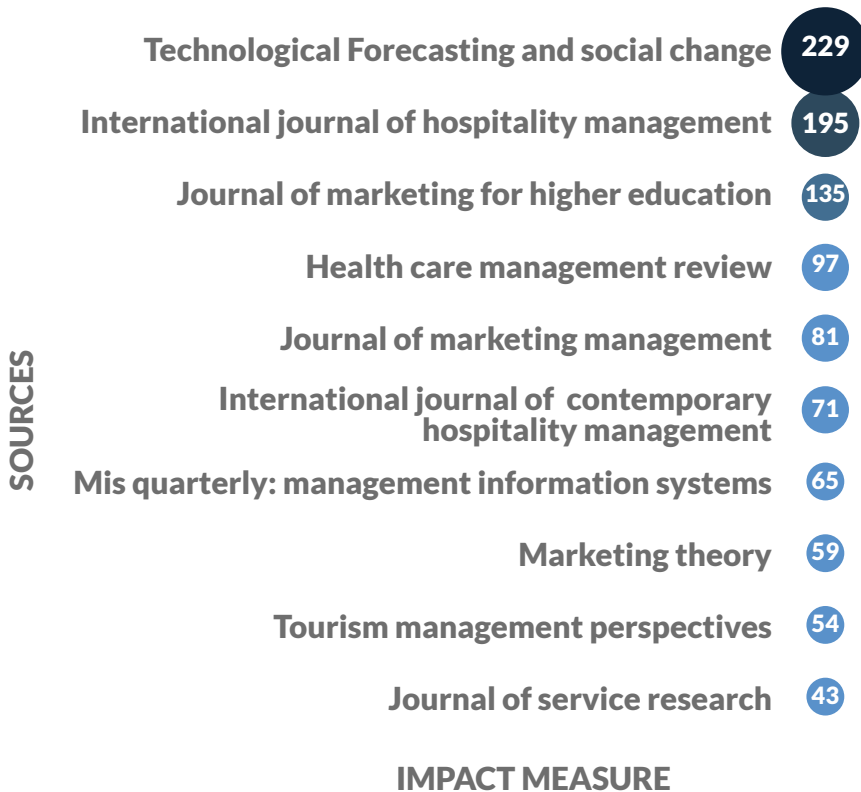 Technological Forecasting and social change 229
International journal of hospitality management 195
Journal of marketing for higher education 135
Health care management review 97
Journal of marketing management 81
International journal of  contemporary
hospitality management 71
Mis quarterly: management information systems 65
Marketing theory 59
Tourism management perspectives 54
Journal of service research 43
SOURCES
IMPACT MEASURE